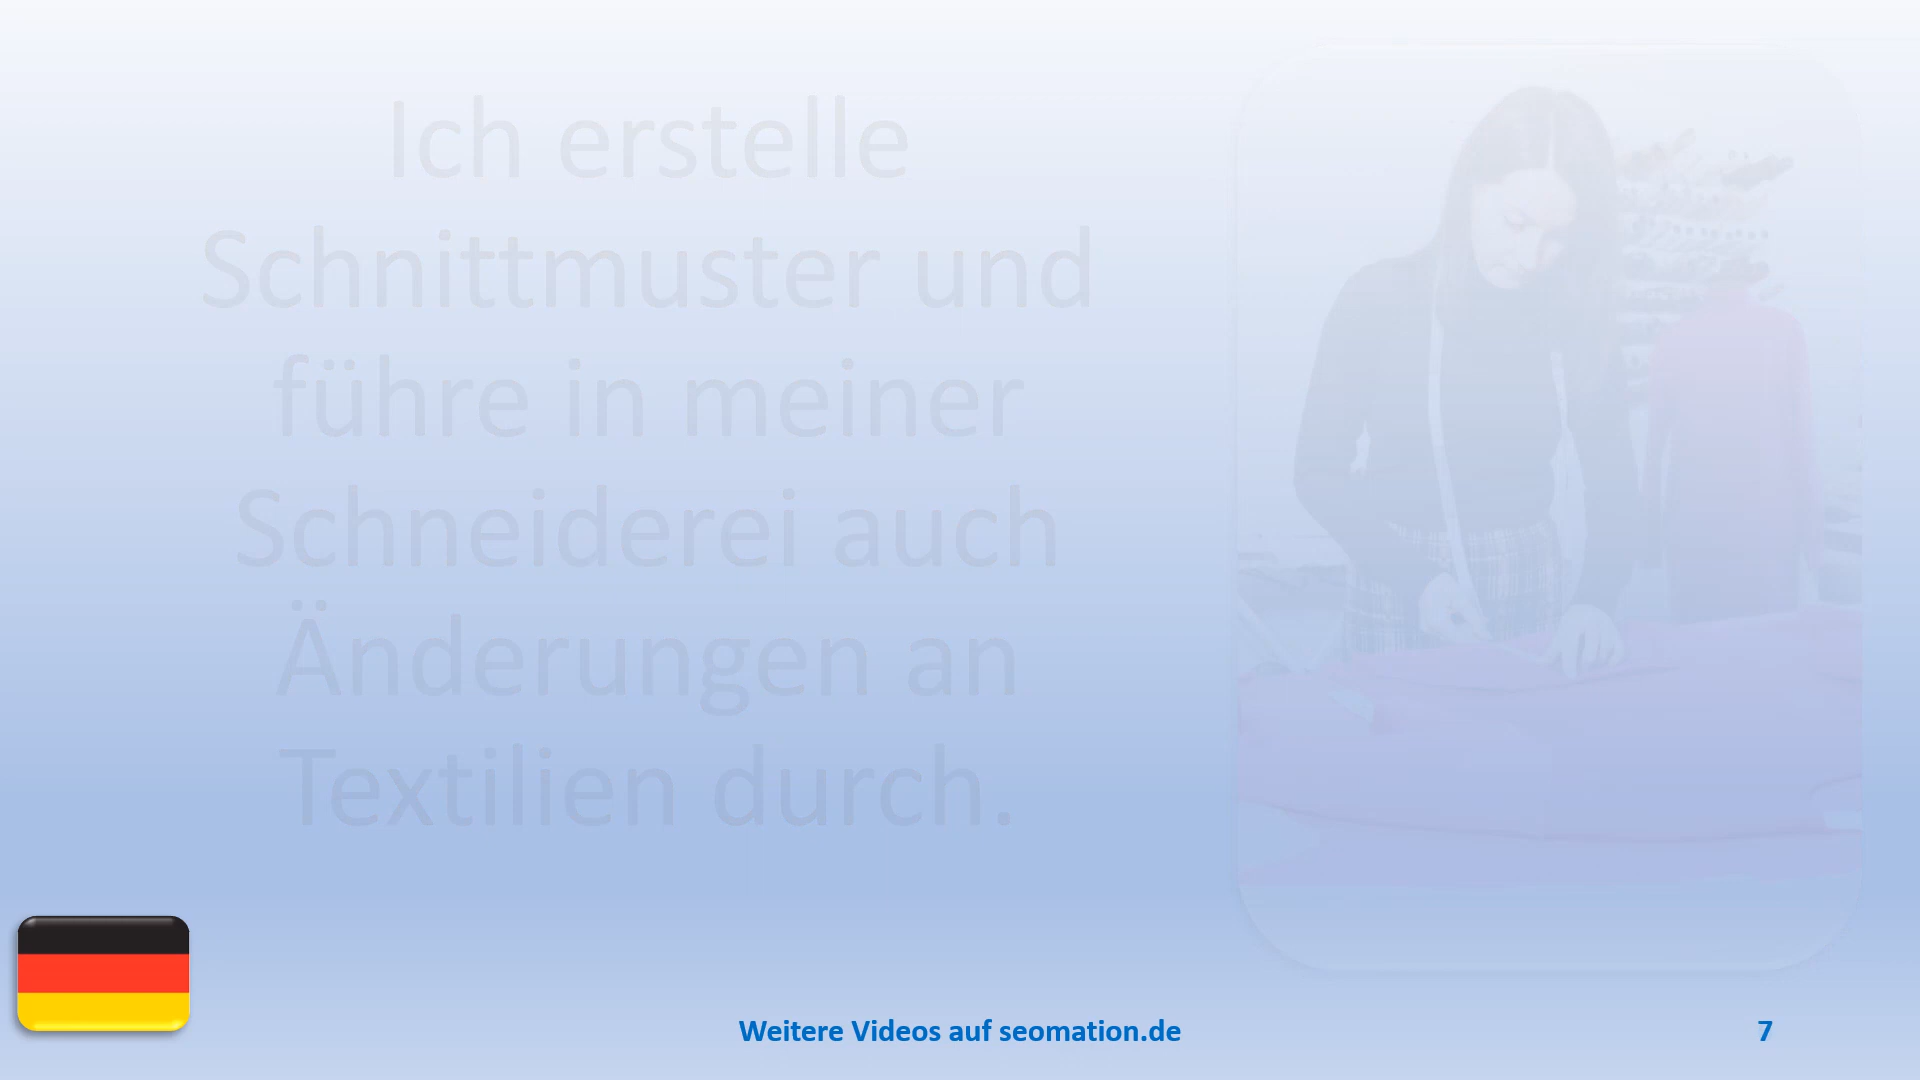 Ich erstelle
Schnittmuster und
führe in meiner
Schneiderei auch
Änderungen an
Textilien durch.
Weitere Videos auf seomation.de
7